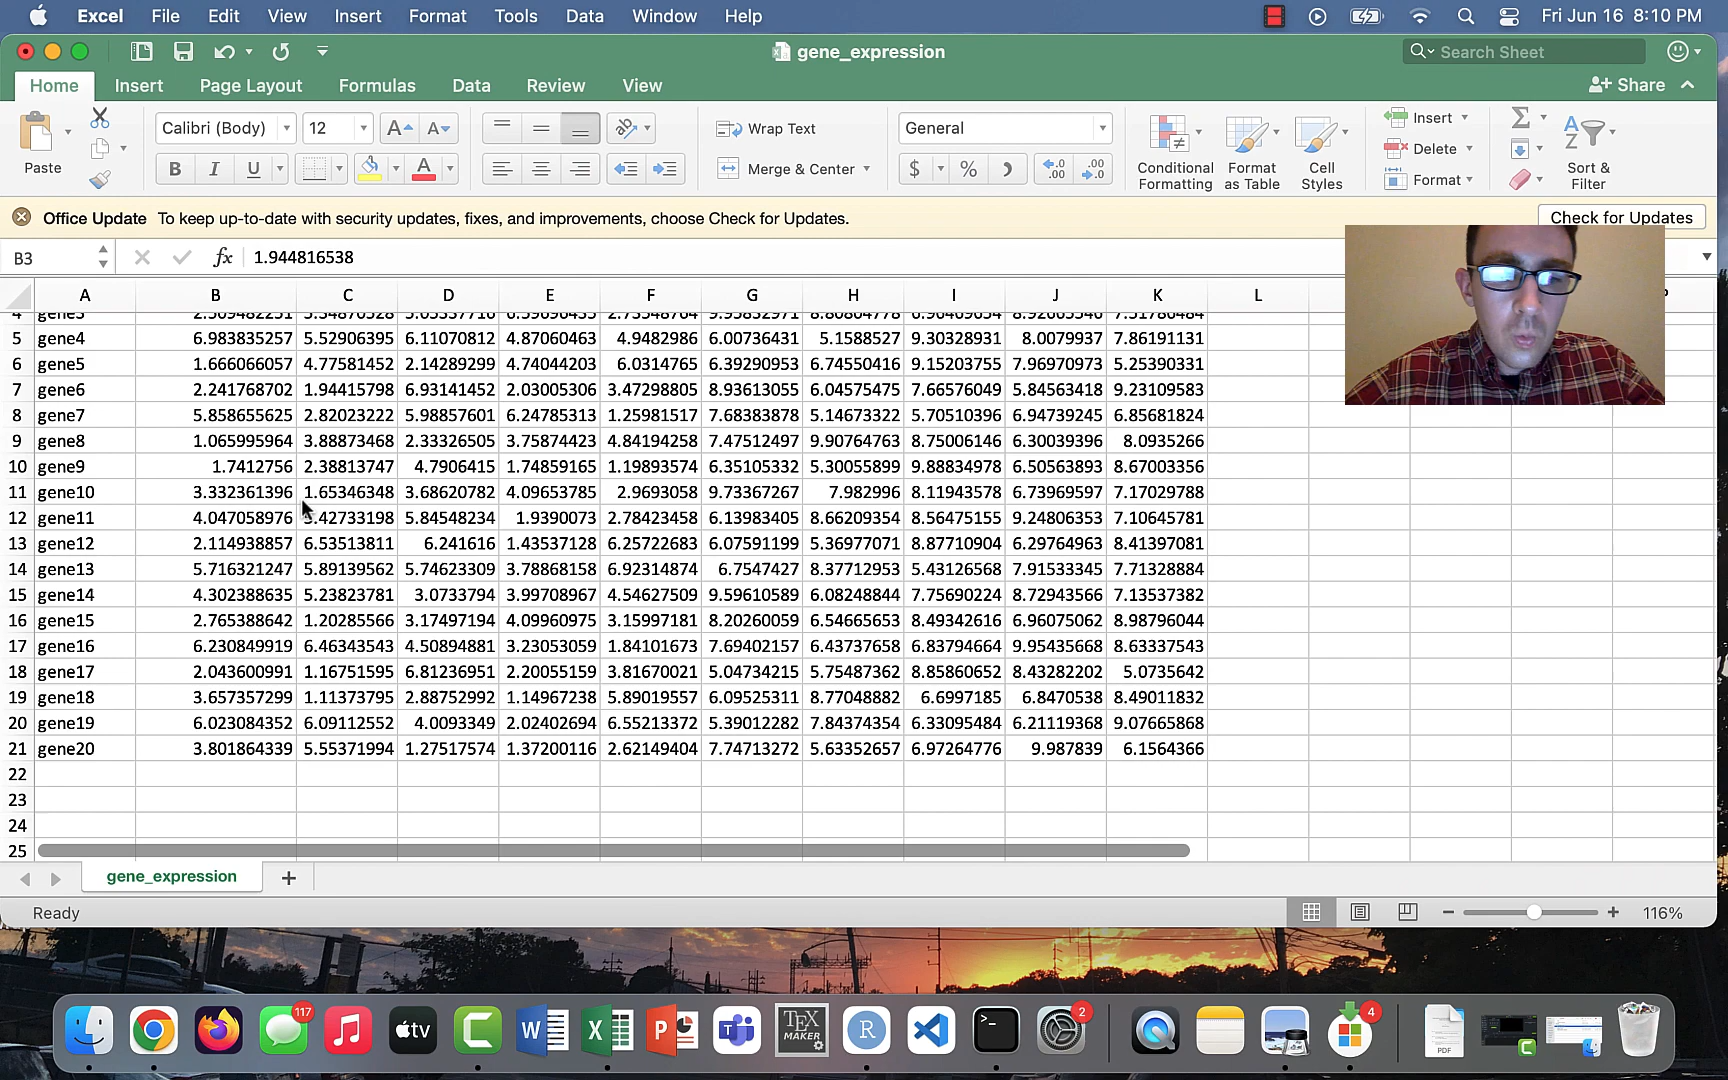 Excel File Edit View Insert Format Tools Data Window Help Fri Jun 16 8:10 PM
gene_expression Search Sheet
Home Insert Page Layout Formulas Data Review View Share
Calibri (Body) 12 A A Wrap Text General Insert
Paste B I U A Merge & Center $ % Conditional Formatting Format as Table Cell Styles Delete Format Sort & Filter
Office Update To keep up-to-date with security updates, fixes, and improvements, choose Check for Updates. Check for Updates
B3 fx 1.944816538
A B C D E F G H I J K L P
5 gene4 6.983835257 5.52906395 6.11070812 4.87060463 4.9482986 6.00736431 5.1588527 9.30328931 8.0079937 7.86191131
6 gene5 1.666066057 4.77581452 2.14289299 4.74044203 6.0314765 6.39290953 6.74550416 9.15203755 7.96970973 5.25390331
7 gene6 2.241768702 1.94415798 6.93141452 2.03005306 3.47298805 8.93613055 6.04575475 7.66576049 5.84563418 9.23109583
8 gene7 5.858655625 2.82023222 5.98857601 6.24785313 1.25981517 7.68383878 5.14673322 5.70510396 6.94739245 6.85681824
9 gene8 1.065995964 3.88873468 2.33326505 3.75874423 4.84194258 7.47512497 9.90764763 8.75006146 6.30039396 8.0935266
10 gene9 1.7412756 2.38813747 4.7906415 1.74859165 1.19893574 6.35105332 5.30055899 9.88834978 6.50563893 8.67003356
11 gene10 3.332361396 1.65346348 3.68620782 4.09653785 2.9693058 9.73367267 7.982996 8.11943578 6.73969597 7.17029788
12 gene11 4.047058976 5.84548234 1.9390073 2.78423458 6.13983405 8.66209354 8.56475155 9.24806353 7.10645781
13 gene12 2.114938857 6.53513811 6.241616 1.43537128 6.25722683 6.07591199 5.36977071 8.87710904 6.29764963 8.41397081
14 gene13 5.716321247 5.89139562 5.74623309 3.78868158 6.92314874 6.7547427 8.37712953 5.43126568 7.91533345 7.71328884
15 gene14 4.302388635 5.23823781 3.0733794 3.99708967 4.54627509 9.59610589 6.08248844 7.75690224 8.72943566 7.13537382
16 gene15 2.765388642 1.20285566 3.17497194 4.09960975 3.15997181 8.20260059 6.54665653 8.49342616 6.96075062 8.98796044
17 gene16 6.230849919 6.46343543 4.50894881 3.23053059 1.84101673 7.69402157 6.43737658 6.83794664 9.95435668 8.63337543
18 gene17 2.043600991 1.16751595 6.81236951 2.20055159 3.81670021 5.04734215 5.75487362 8.85860652 8.43282202 5.0735642
19 gene18 3.657357299 1.11373795 2.88752992 1.14967238 5.89019557 6.09525311 8.77048882 6.6997185 6.8470538 8.49011832
20 gene19 6.023084352 6.09112552 4.0093349 2.02402694 6.55213372 5.39012282 7.84374354 6.33095484 6.21119368 9.07665868
21 gene20 3.801864339 5.55371994 1.27517574 1.37200116 2.62149404 7.74713272 5.63352657 6.97264776 9.987839 6.1564366
22
23
24
25
gene_expression
Ready 116%
117 tv W X P TEX MAKER R >_ 2 4 PDF